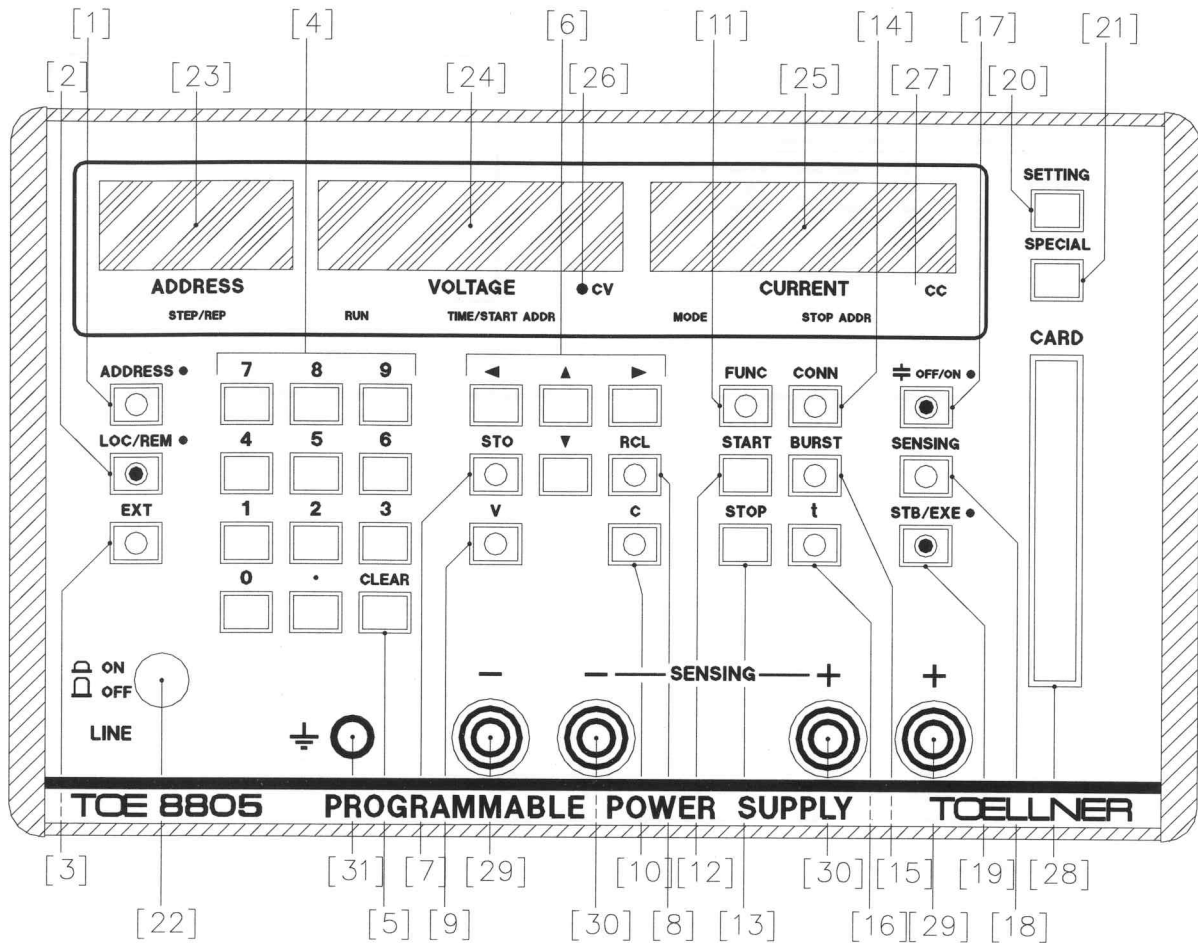 [1] [4] [6] [11] [14] [17]
[2] [23] [24] [26] [25] [27] [20] [21]
SETTING
SPECIAL
ADDRESS VOLTAGE CV CURRENT CC
STEP/REP RUN TIME/START ADDR MODE STOP ADDR
CARD
ADDRESS 7 8 9 ◄ ▲ ► FUNC CONN OFF/ON
LOC/REM 4 5 6 STO ▼ RCL START BURST SENSING
EXT 1 2 3 V C STOP t STB/EXE
0 . CLEAR
ON
OFF
LINE
− − SENSING + +
TOE 8805 PROGRAMMABLE POWER SUPPLY TOELLNER
[3] [31] [7] [29] [10] [12] [30] [15] [19] [28]
[22] [5] [9] [30] [8] [13] [16] [29] [18]